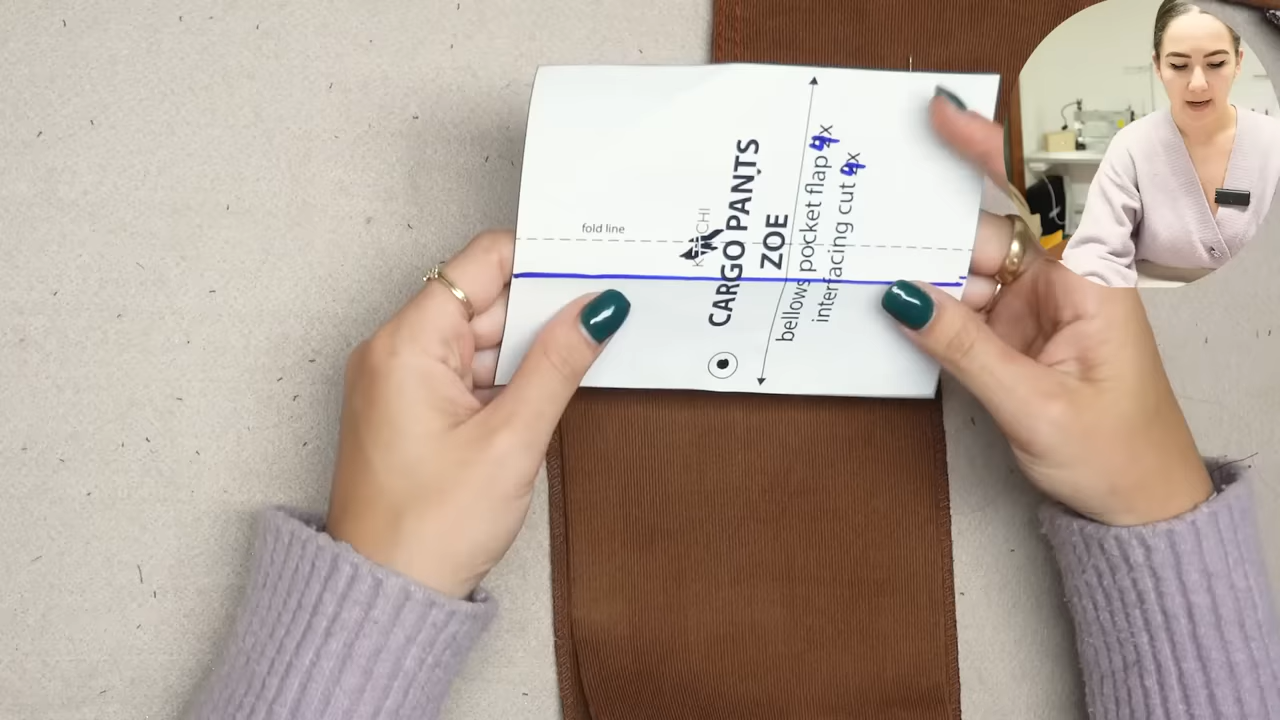 fold line
CARGO PANTS
ZOE
bellows pocket flap 4x
interfacing cut 4x